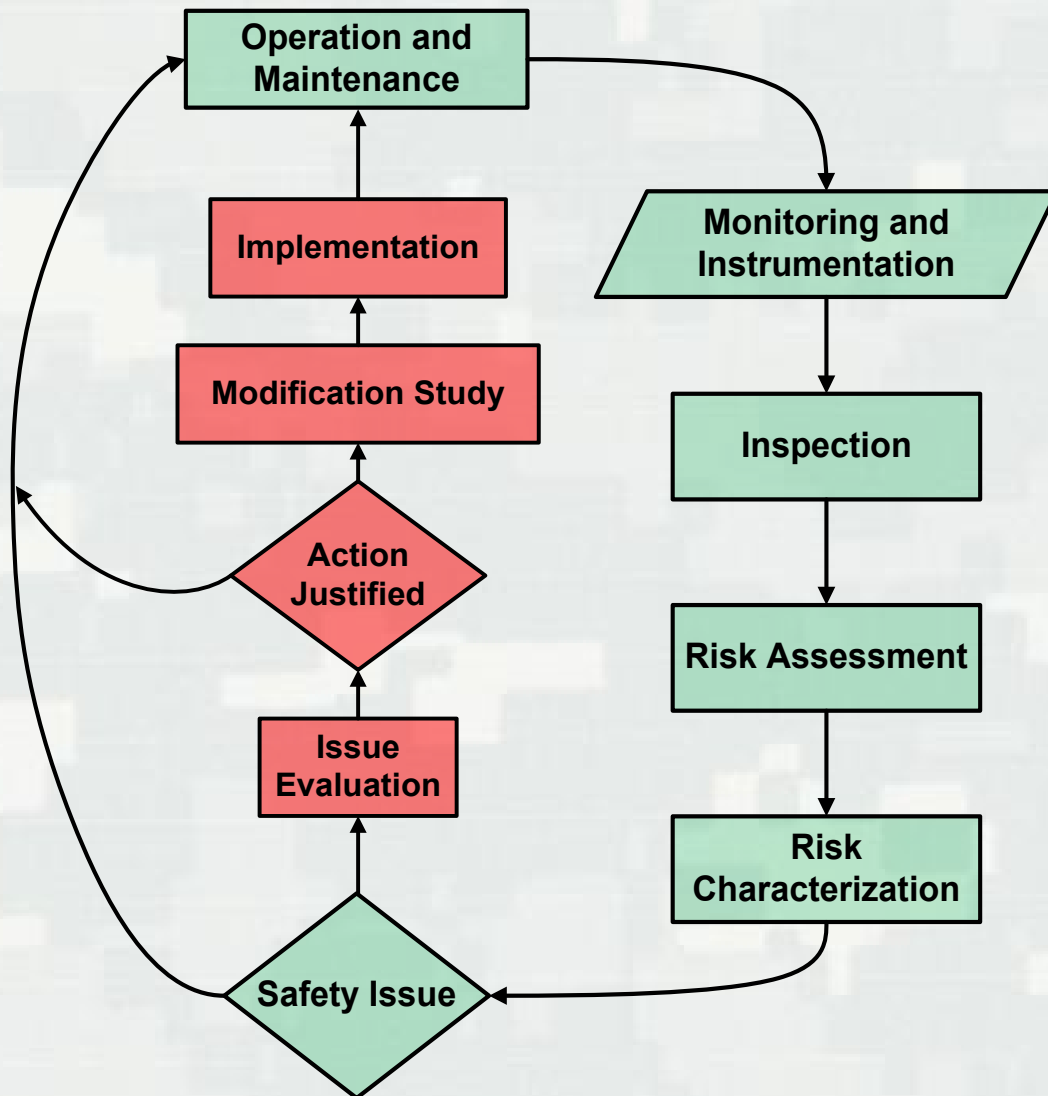 Operation and
Maintenance
Monitoring and
Instrumentation
Implementation
Modification Study
Inspection
Action
Justified
Risk Assessment
Issue
Evaluation
Risk
Characterization
Safety Issue